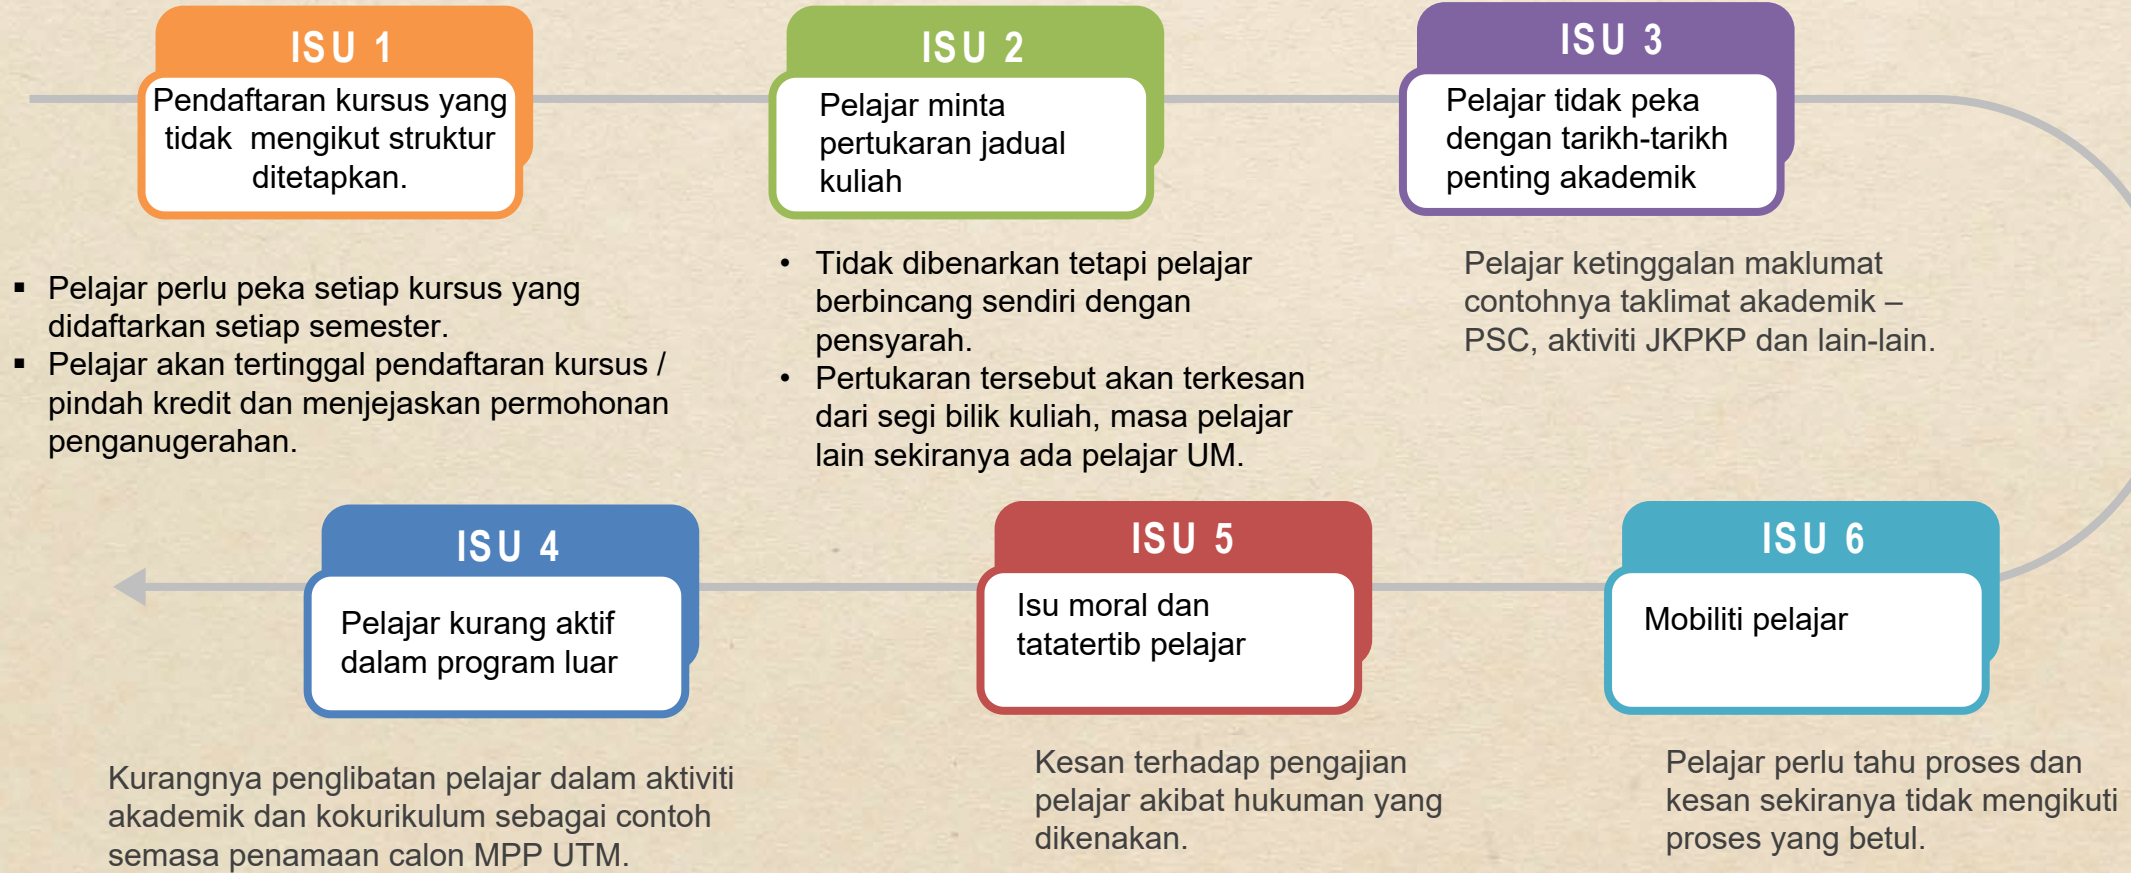 ISU 1
Pendaftaran kursus yang
tidak mengikut struktur
ditetapkan.
▪ Pelajar perlu peka setiap kursus yang
didaftarkan setiap semester.
▪ Pelajar akan tertinggal pendaftaran kursus /
pindah kredit dan menjejaskan permohonan
penganugerahan.
ISU 2
Pelajar minta
pertukaran jadual
kuliah
• Tidak dibenarkan tetapi pelajar
berbincang sendiri dengan
pensyarah.
• Pertukaran tersebut akan terkesan
dari segi bilik kuliah, masa pelajar
lain sekiranya ada pelajar UM.
ISU 3
Pelajar tidak peka
dengan tarikh-tarikh
penting akademik
Pelajar ketinggalan maklumat
contohnya taklimat akademik –
PSC, aktiviti JKPKP dan lain-lain.
ISU 4
Pelajar kurang aktif
dalam program luar
Kurangnya penglibatan pelajar dalam aktiviti
akademik dan kokurikulum sebagai contoh
semasa penamaan calon MPP UTM.
ISU 5
Isu moral dan
tatatertib pelajar
Kesan terhadap pengajian
pelajar akibat hukuman yang
dikenakan.
ISU 6
Mobiliti pelajar
Pelajar perlu tahu proses dan
kesan sekiranya tidak mengikuti
proses yang betul.